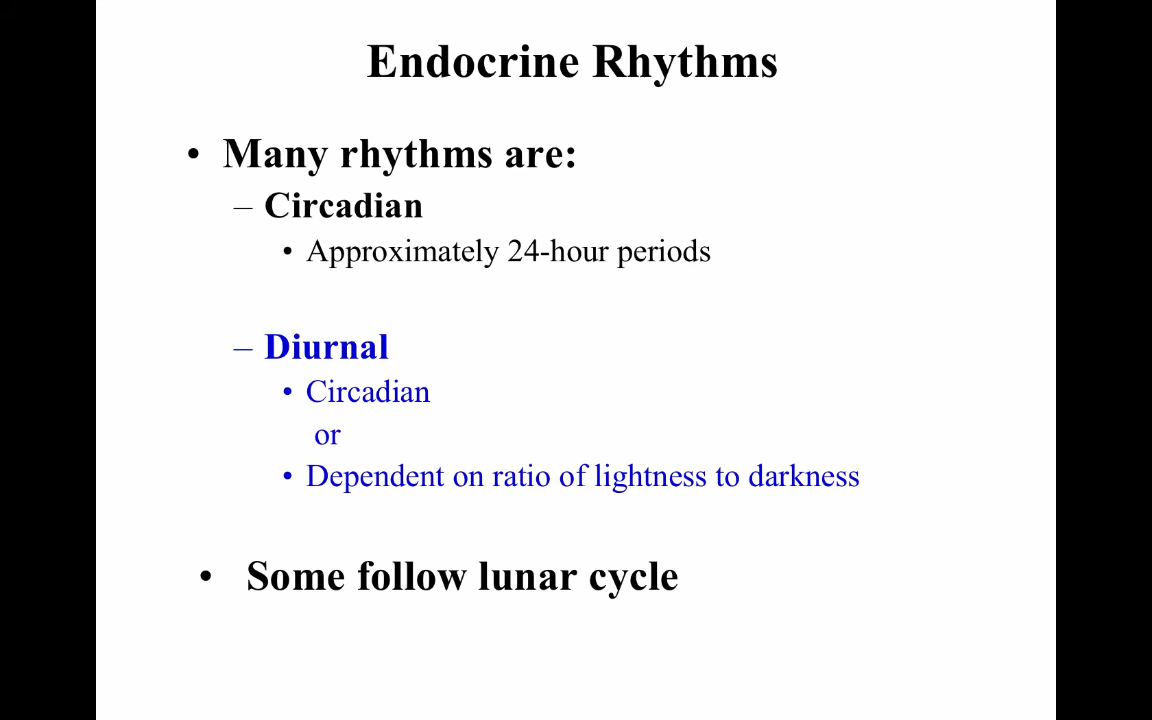 Endocrine Rhythms
• Many rhythms are:
– Circadian
• Approximately 24-hour periods
– Diurnal
• Circadian
or
• Dependent on ratio of lightness to darkness
• Some follow lunar cycle